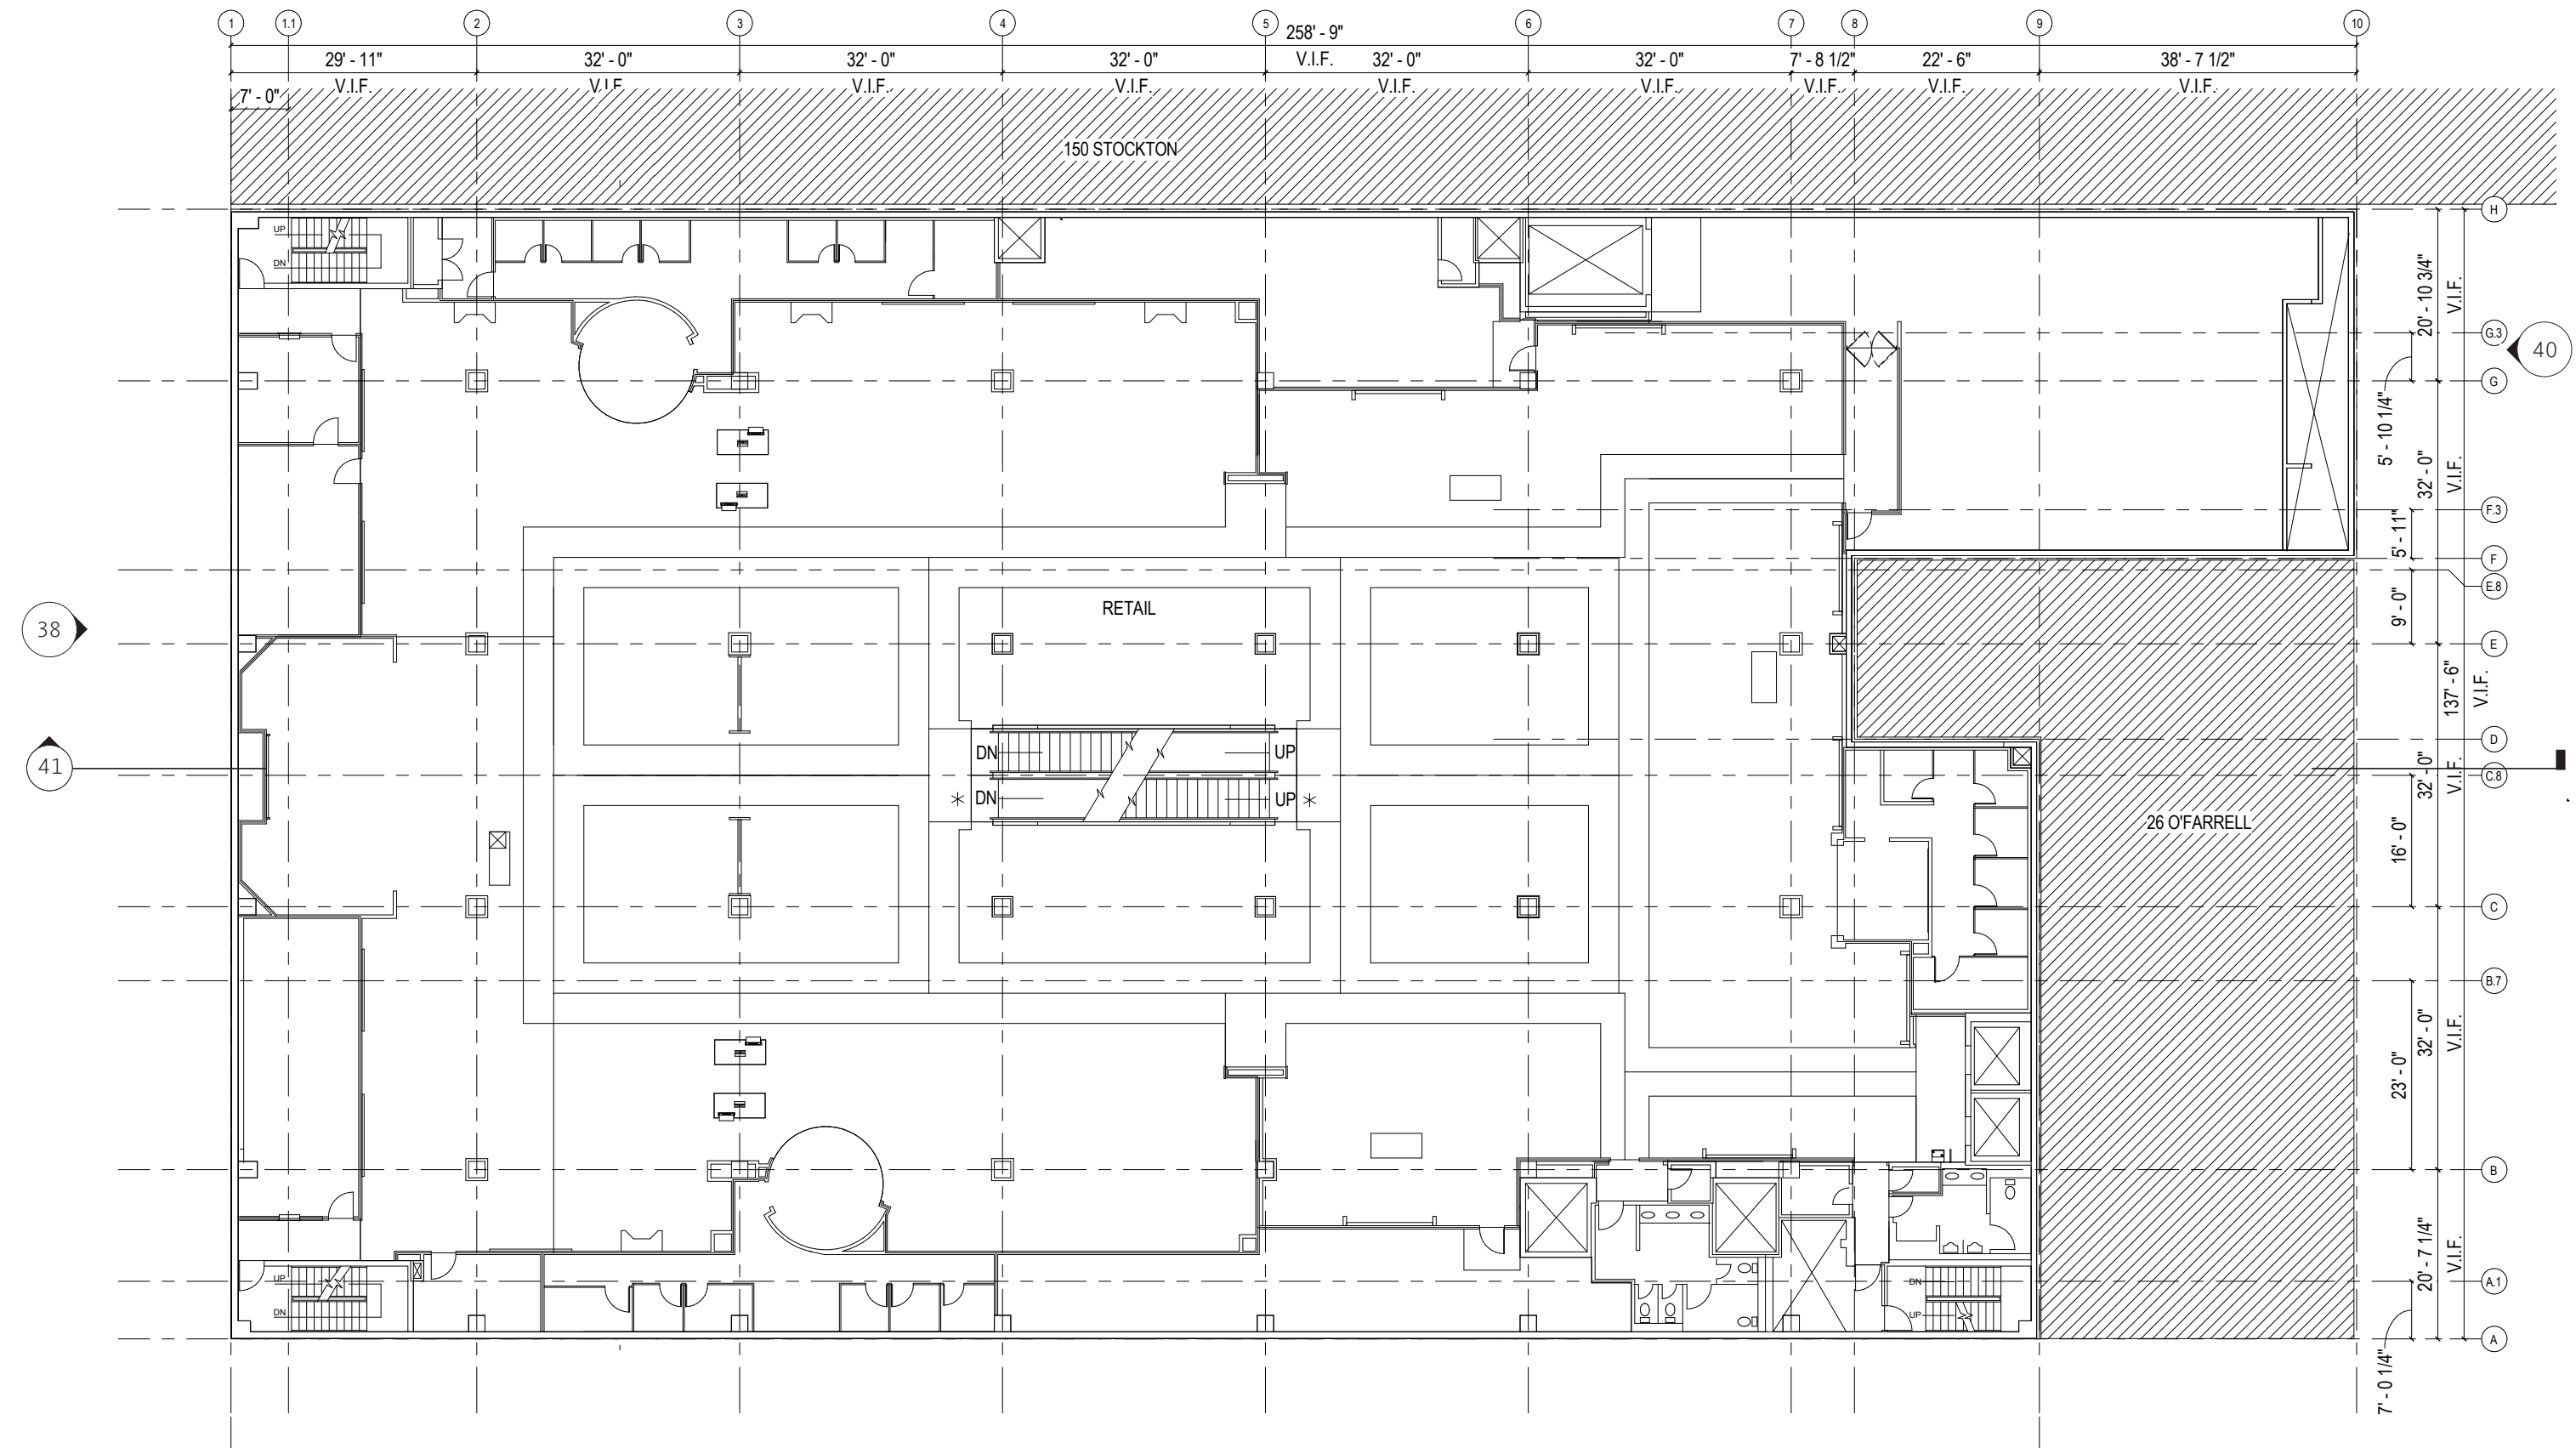 1 1.1 2 3 4 5 6 7 8 9 10
258' - 9"
V.I.F.
29' - 11" 32' - 0" 32' - 0" 32' - 0" 32' - 0" 32' - 0" 7' - 8 1/2" 22' - 6" 38' - 7 1/2"
V.I.F. V.I.F. V.I.F. V.I.F. V.I.F. V.I.F. V.I.F. V.I.F. V.I.F.
7' - 0"
150 STOCKTON
H
UP
DN
20' - 10 3/4"
V.I.F.
G.3
40
G
5' - 10 1/4"
32' - 0"
V.I.F.
F.3
5' - 11"
F
E.8
9' - 0"
RETAIL
38
E
137' - 6"
V.I.F.
D
DN UP
41
C.8
32' - 0"
V.I.F.
DN UP
26 O'FARRELL
16' - 0"
C
B.7
32' - 0"
V.I.F.
23' - 0"
B
20' - 7 1/4"
V.I.F.
UP
DN
DN
UP
A.1
A
7' - 0 1/4"